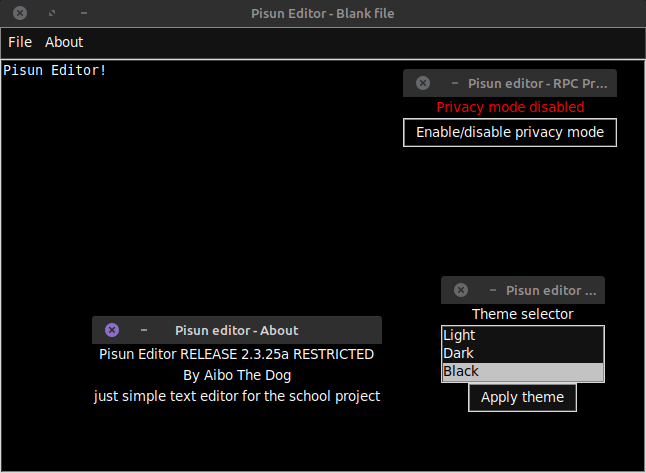 Pisun Editor - Blank file
File About
Pisun Editor!
Pisun editor - RPC Pr...
Privacy mode disabled
Enable/disable privacy mode
Pisun editor ...
Theme selector
Light
Dark
Black
Apply theme
Pisun editor - About
Pisun Editor RELEASE 2.3.25a RESTRICTED
By Aibo The Dog
just simple text editor for the school project